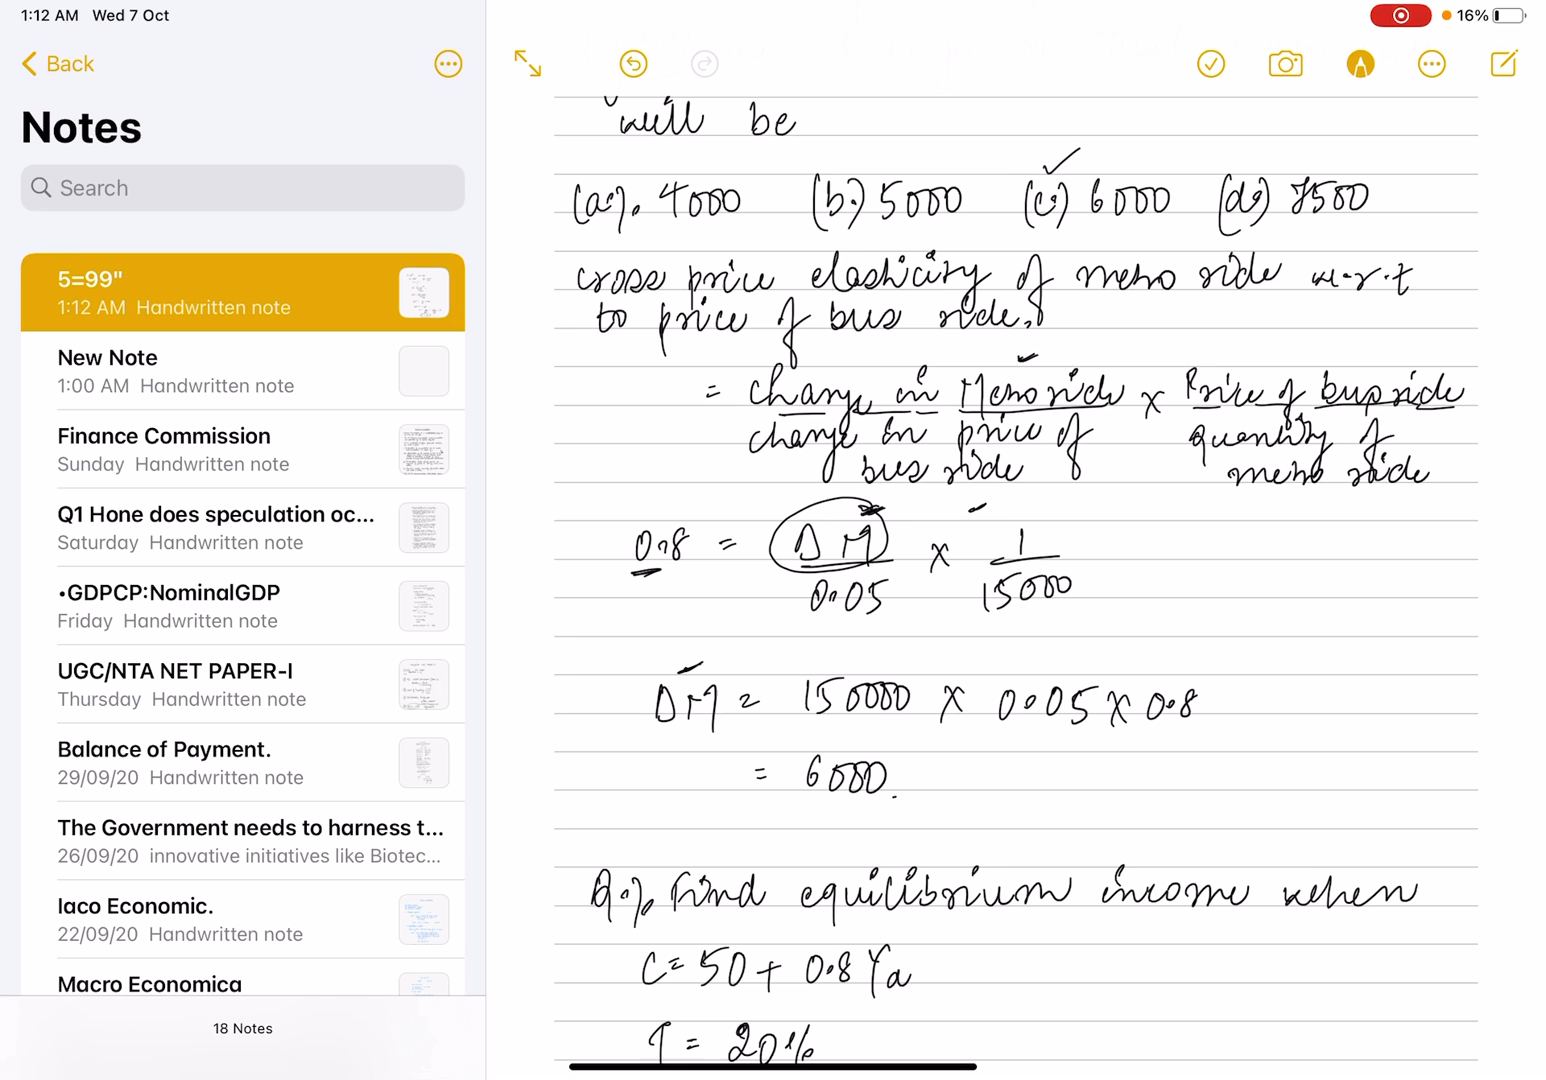 1:12 AM Wed 7 Oct
16%
Back
Notes
Search
5=99"
1:12 AM Handwritten note
New Note
1:00 AM Handwritten note
Finance Commission
Sunday Handwritten note
Q1 Hone does speculation oc...
Saturday Handwritten note
•GDPCP:NominalGDP
Friday Handwritten note
UGC/NTA NET PAPER-I
Thursday Handwritten note
Balance of Payment.
29/09/20 Handwritten note
The Government needs to harness t...
26/09/20 innovative initiatives like Biotec...
Iaco Economic.
22/09/20 Handwritten note
Macro Economica
18 Notes
will be
(a.) 4000 (b.) 5000 (c.) 6000 (d.) 7500
cross price elasticity of metro ride w.r.t
to price of bus ride.
= change in Metro ride × Price of bus ride
change in price of quantity of
bus ride metro ride
0.8 = ΔM × 1
0.05 15000
ΔM = 150000 × 0.05 × 0.8
= 6000.
Q. Find equilibrium income when
C = 50 + 0.8 Yd
T = 20%